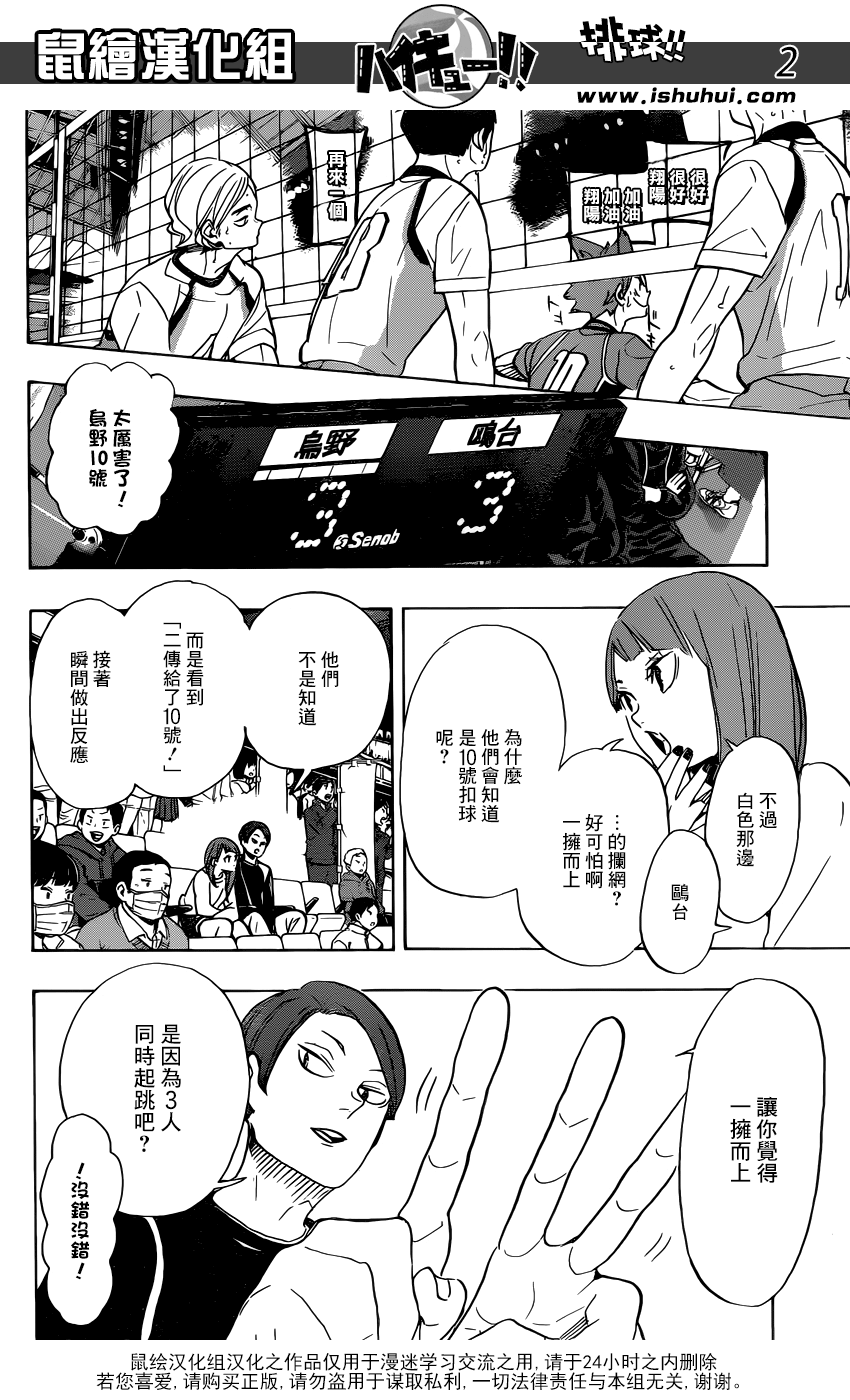 鼠繪漢化組
ハイキュー!!
排球!!
2
www.ishuhui.com
很好
很好
翔陽
加油
加油
翔陽
再來一個
10
太厲害了!
烏野10號
烏野
鳴台
3
3
Senoh
不過
白色那邊
鷗台
…的攔網?
好可怕啊
一擁而上
為什麼
他們會知道
是10號扣球
呢?
他們
不是知道
而是看到
「二傳給了10號!」
接著
瞬間做出反應
讓你覺得
一擁而上
是因為3人
同時起跳吧?
!沒錯沒錯!
鼠绘汉化组汉化之作品仅用于漫迷学习交流之用, 请于24小时之内删除
若您喜爱, 请购买正版, 请勿盗用于谋取私利, 一切法律责任与本组无关, 谢谢。